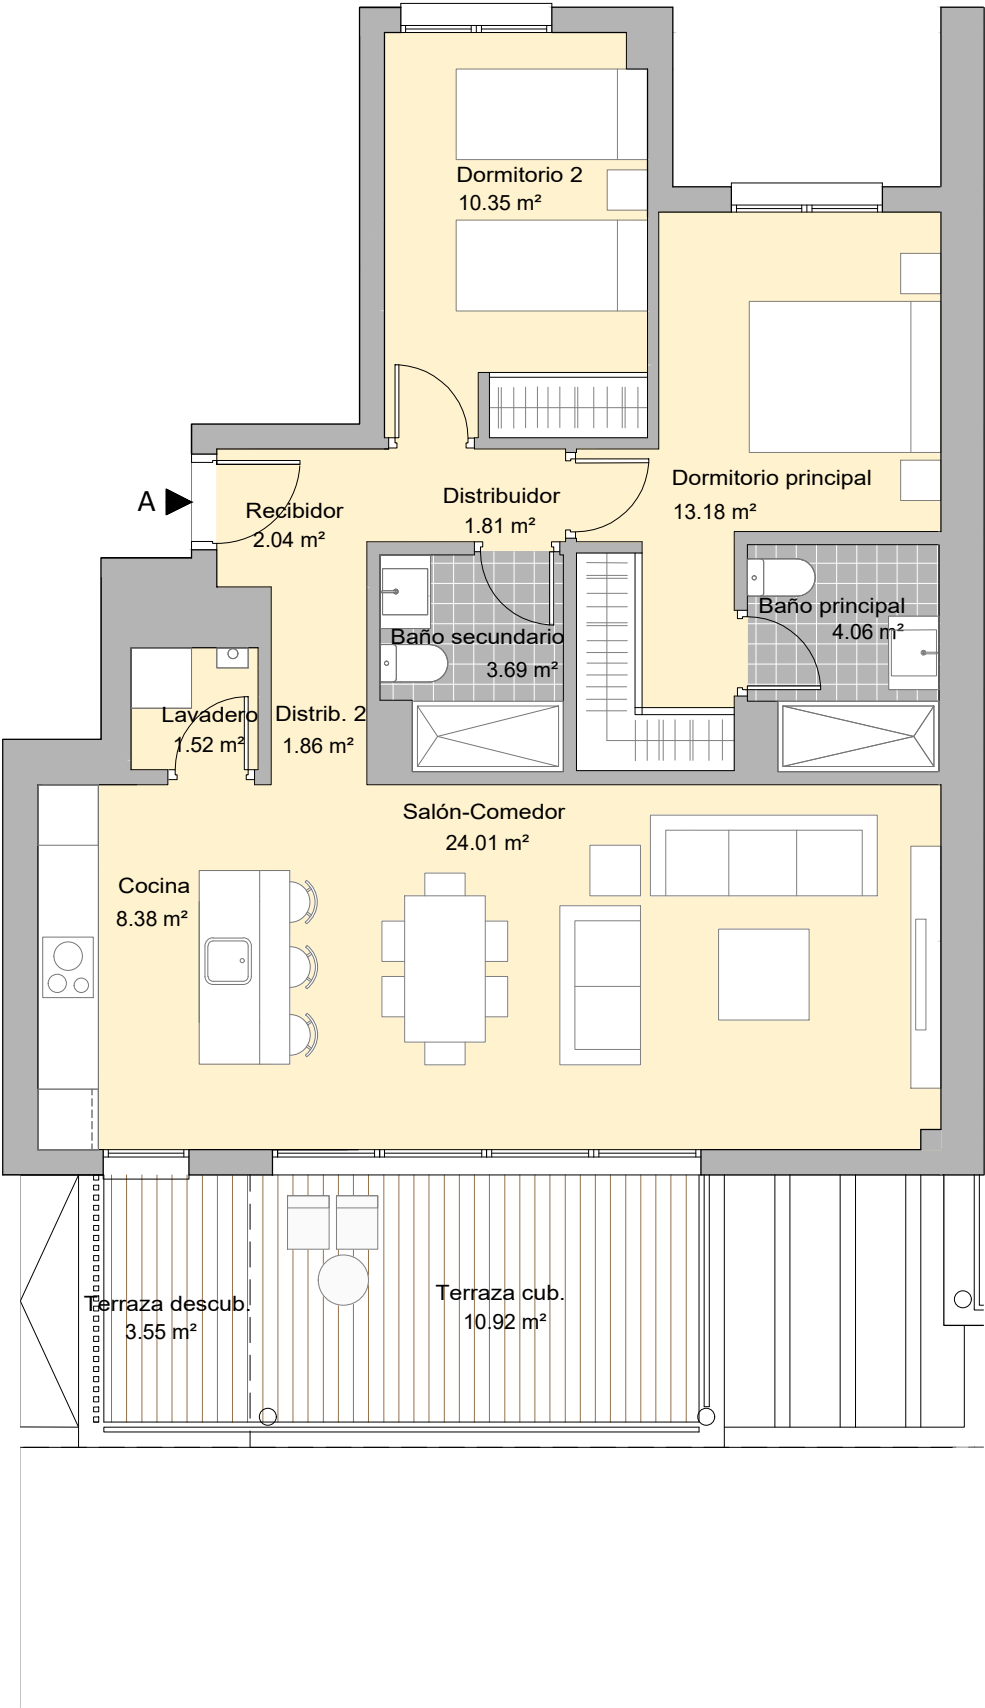 Dormitorio 2
10.35 m²
Dormitorio principal
13.18 m²
A
Recibidor
2.04 m²
Distribuidor
1.81 m²
Baño principal
4.06 m²
Baño secundario
3.69 m²
Lavadero
1.52 m²
Distrib. 2
1.86 m²
Salón-Comedor
24.01 m²
Cocina
8.38 m²
Terraza descub.
3.55 m²
Terraza cub.
10.92 m²